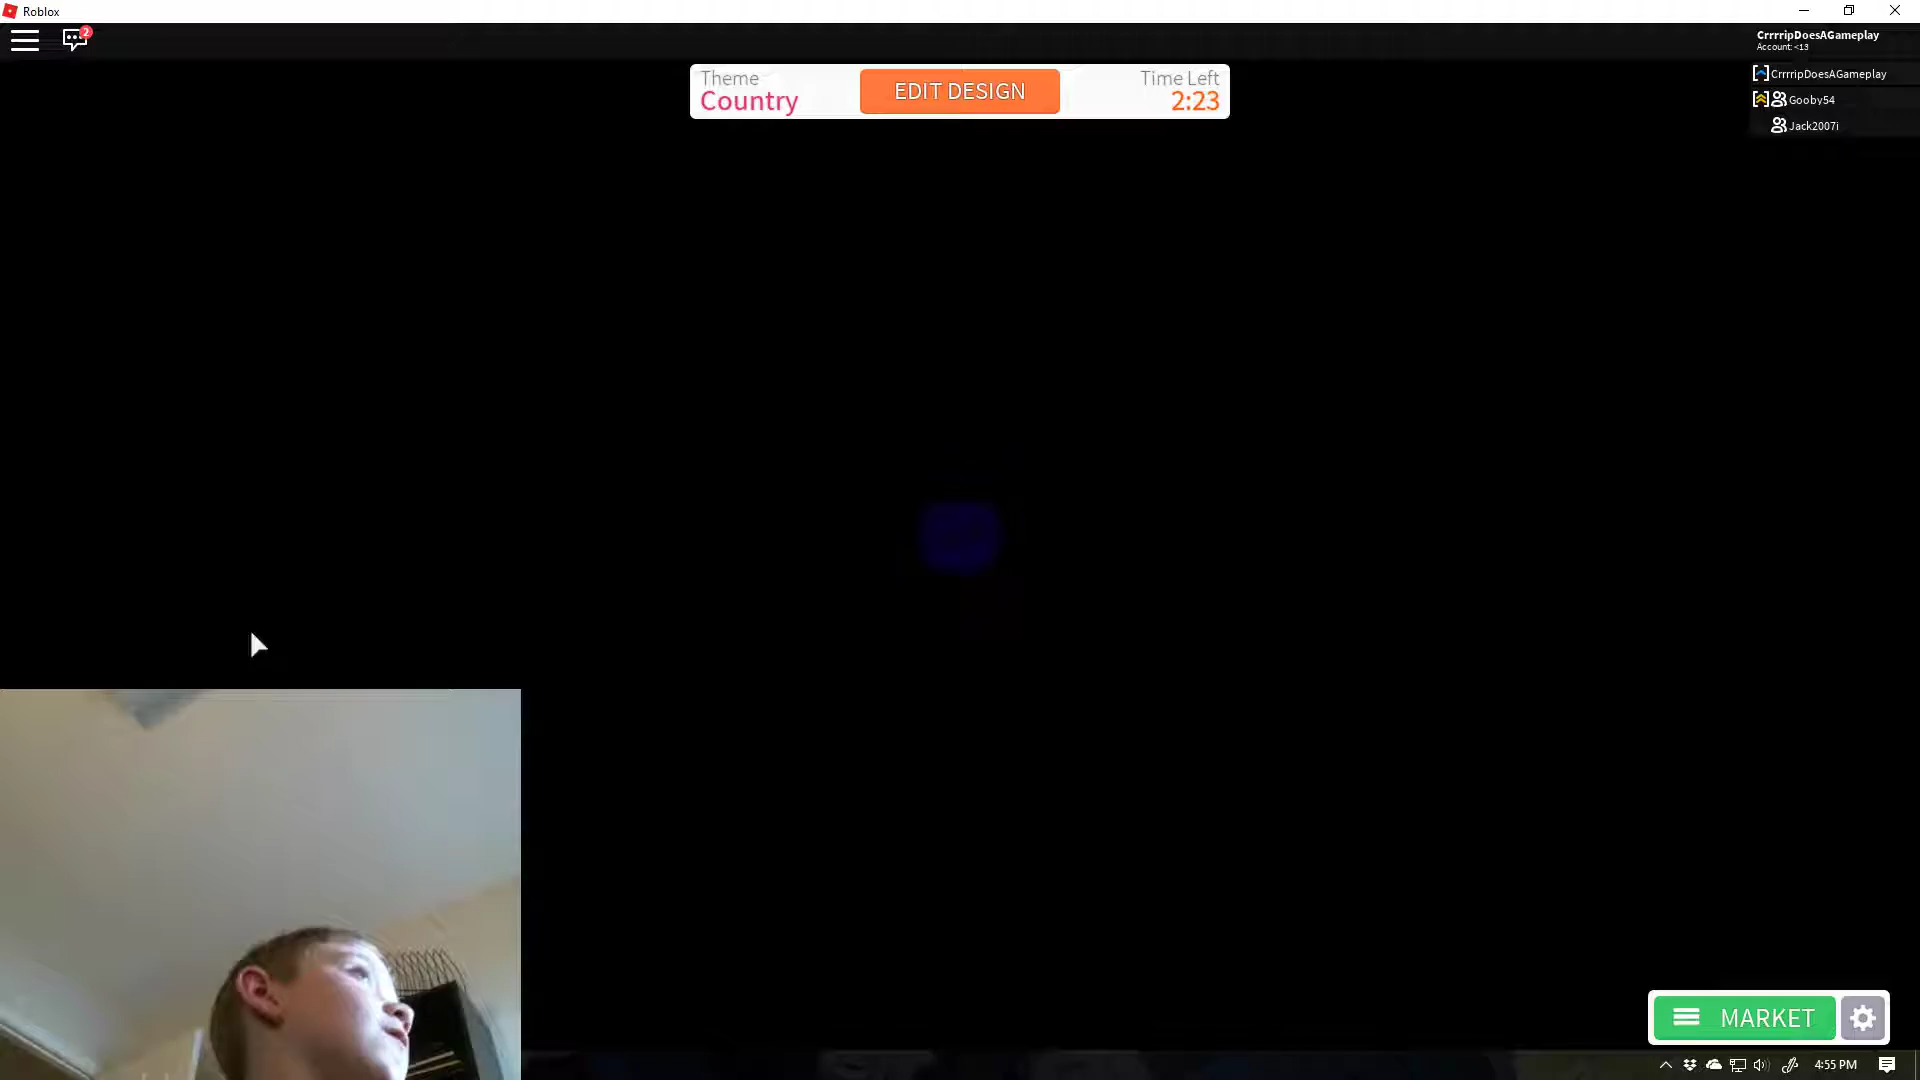 Roblox
2
CrrrripDoesAGameplay
Account: <13
Theme
Country
EDIT DESIGN
Time Left
2:23
CrrrripDoesAGameplay
Gooby54
Jack2007i
MARKET
4:55 PM